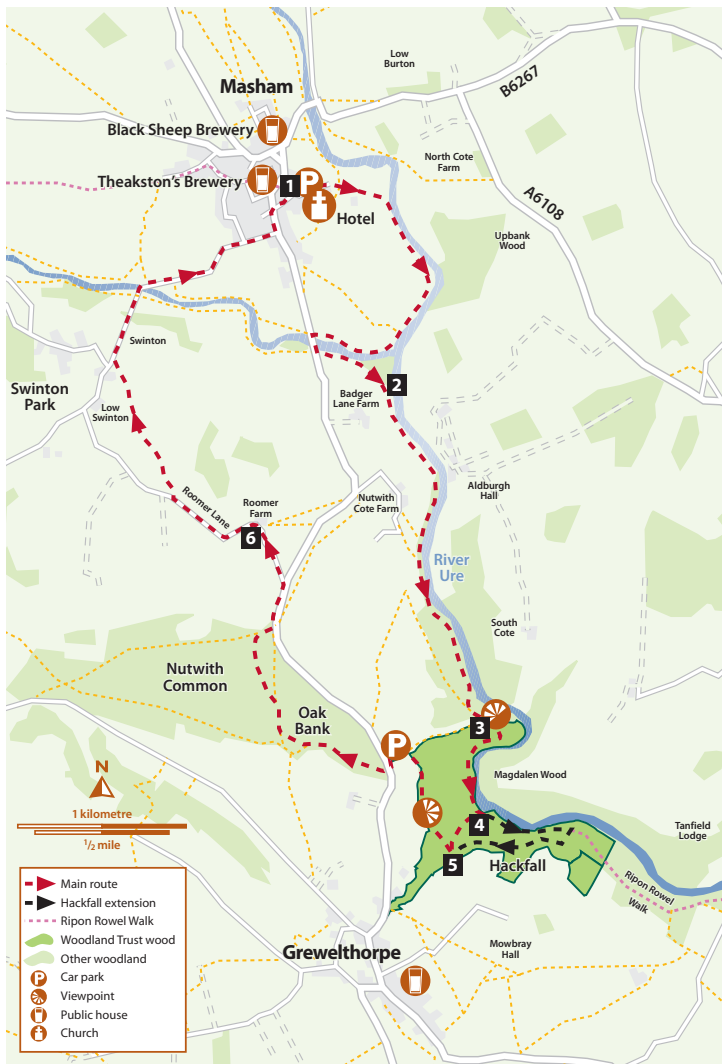 Low
Burton
Masham
B6267
Black Sheep Brewery
North Cote
Farm
Theakston's Brewery
1
P
A6108
Hotel
Upbank
Wood
Swinton
2
Swinton
Park
Badger
Lane Farm
Low
Swinton
Aldburgh
Hall
Roomer Lane
Roomer
Farm
Nutwith
Cote Farm
6
River
Ure
South
Cote
Nutwith
Common
Oak
Bank
3
P
N
Magdalen Wood
1 kilometre
1/2 mile
4
Tanfield
Lodge
5
Hackfall
Ripon Rowel
Walk
Main route
Hackfall extension
Ripon Rowel Walk
Woodland Trust wood
Other woodland
P Car park
Viewpoint
Public house
Church
Grewelthorpe
Mowbray
Hall